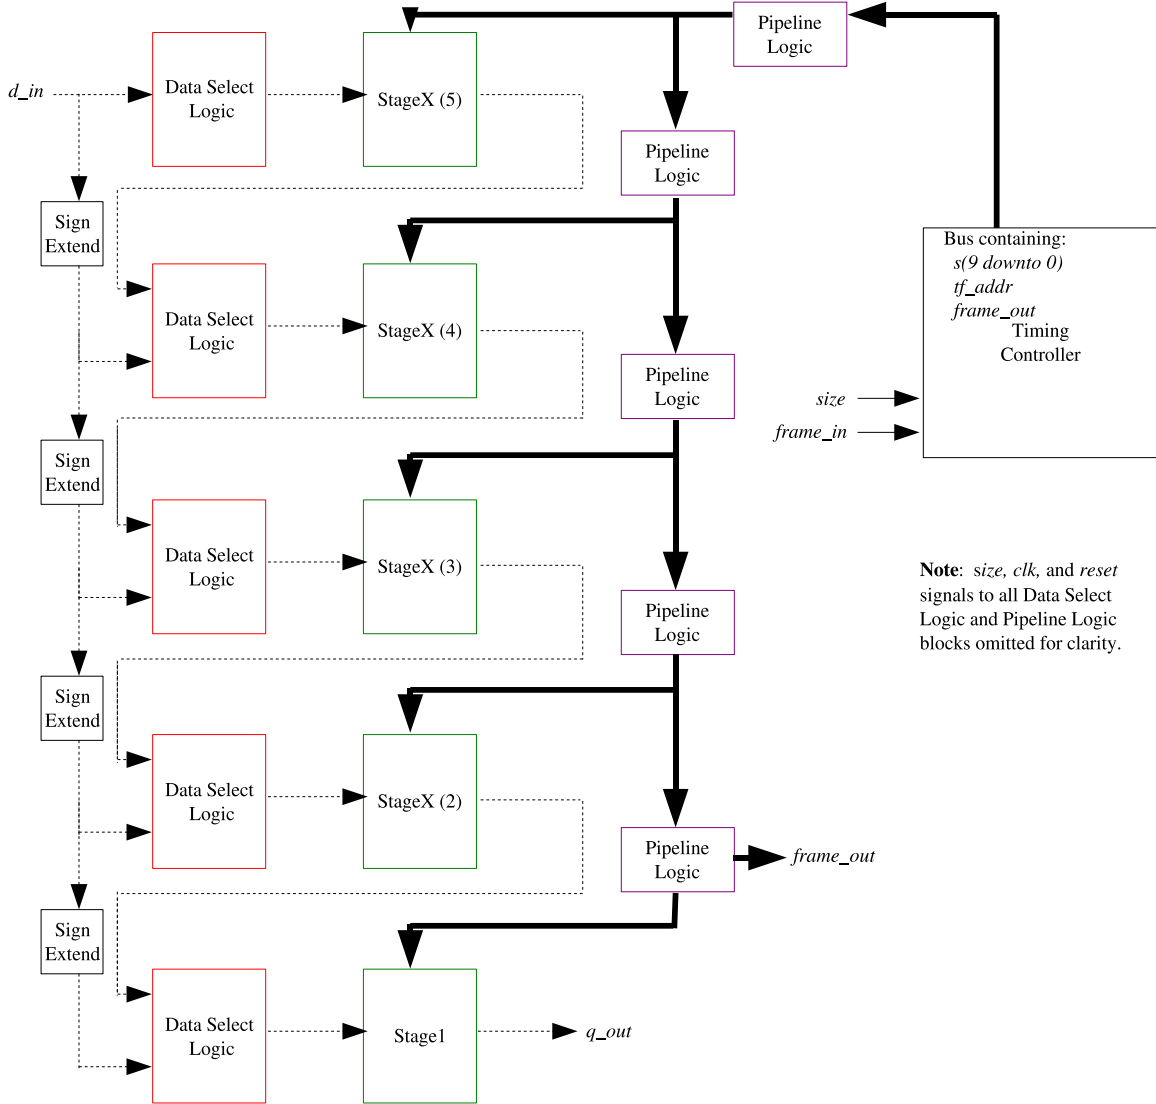 Pipeline
Logic
d_in
Data Select
Logic
StageX (5)
Pipeline
Logic
Sign
Extend
Bus containing:
s(9 downto 0)
tf_addr
frame_out
Timing
Controller
Data Select
Logic
StageX (4)
Pipeline
Logic
size
frame_in
Sign
Extend
Data Select
Logic
StageX (3)
Pipeline
Logic
Note: size, clk, and reset
signals to all Data Select
Logic and Pipeline Logic
blocks omitted for clarity.
Sign
Extend
Data Select
Logic
StageX (2)
Pipeline
Logic
frame_out
Sign
Extend
Data Select
Logic
Stage1
q_out